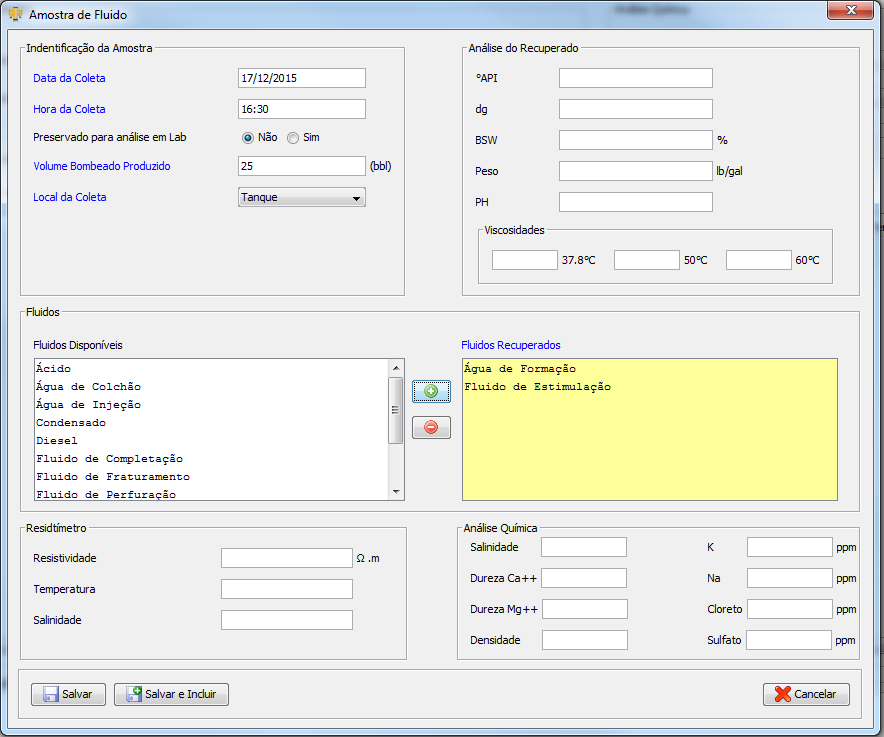 Amostra de Fluido
Indentificação da Amostra
Data da Coleta 17/12/2015
Hora da Coleta 16:30
Preservado para análise em Lab Não Sim
Volume Bombeado Produzido 25 (bbl)
Local da Coleta Tanque
Análise do Recuperado
ºAPI
dg
BSW %
Peso lb/gal
PH
Viscosidades
37.8ºC 50ºC 60ºC
Fluidos
Fluidos Disponíveis
Ácido
Água de Colchão
Água de Injeção
Condensado
Diesel
Fluido de Completação
Fluido de Fraturamento
Fluido de Perfuração
Fluidos Recuperados
Água de Formação
Fluido de Estimulação
Residtímetro
Resistividade Ω .m
Temperatura
Salinidade
Análise Química
Salinidade K ppm
Dureza Ca++ Na ppm
Dureza Mg++ Cloreto ppm
Densidade Sulfato ppm
Salvar Salvar e Incluir Cancelar